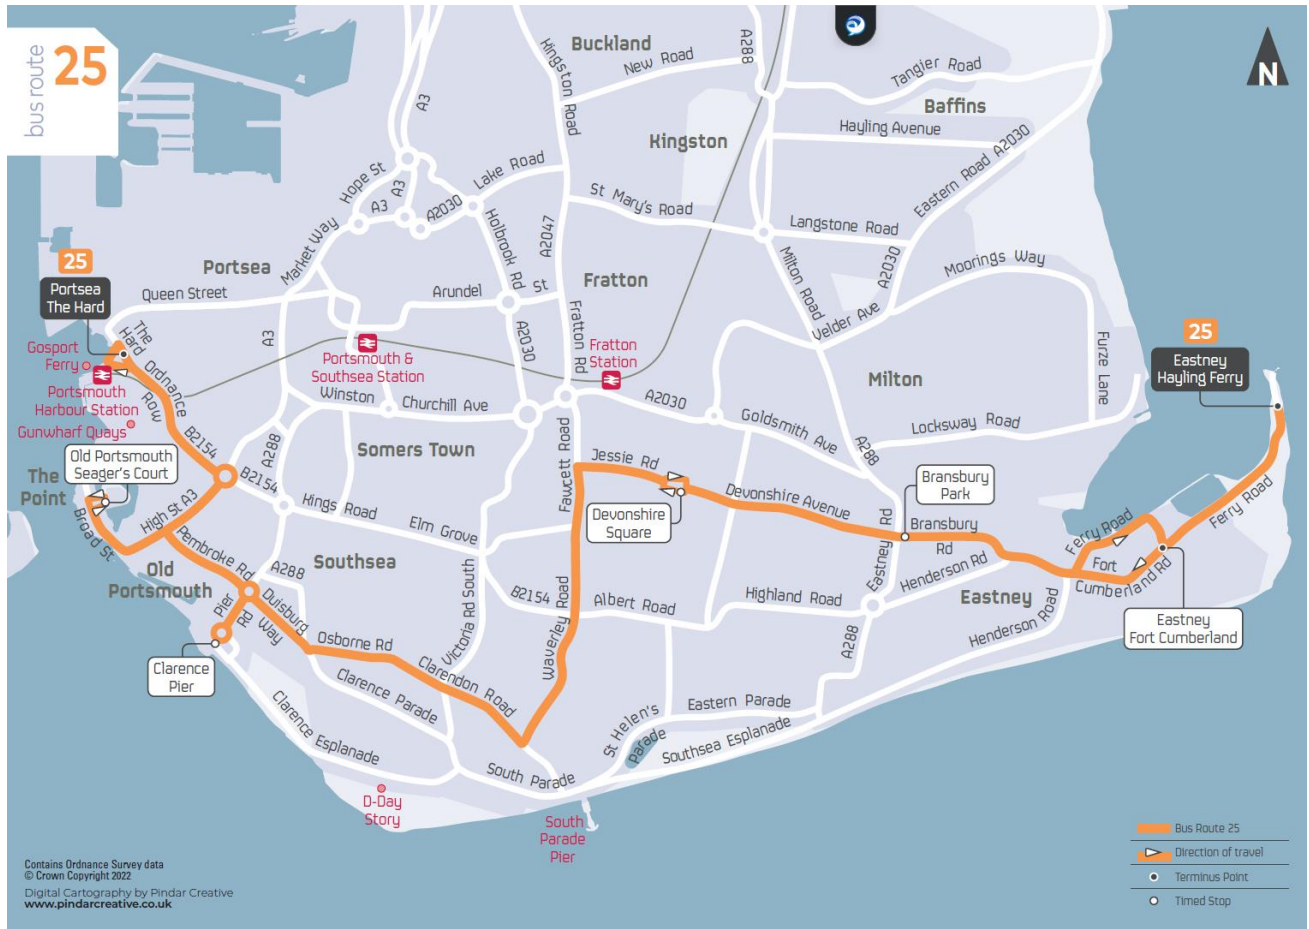 bus route
25
Buckland
New Road
Kingston Road
A288
Tangier Road
Baffins
Hayling Avenue
Kingston
N
A3
Hope St
A3
A3
A2030
Lake Road
Holbrook Rd
A2047
St Mary's Road
Langstone Road
Eastern Road A2030
Market Way
Portsea
25
Portsea
The Hard
Queen Street
Arundel
St
Fratton
Milton Road
A2030
Moorings Way
Velder Ave
The
Hard
Gosport
Ferry
Ordnance
Row
A3
Portsmouth &
Southsea Station
A2030
Fratton Rd
Fratton
Station
Furze Lane
25
Eastney
Hayling Ferry
Milton
Portsmouth
Harbour Station
Gunwharf Quays
Winston
Churchill Ave
A2030
Goldsmith Ave
Locksway Road
B2154
A288
Somers Town
Fawcett Road
Jessie Rd
A288
Old Portsmouth
Seager's Court
The
Point
B2154
Kings Road
Elm Grove
Devonshire
Square
Devonshire Avenue
Bransbury
Park
Bransbury
Rd
Ferry Road
Ferry Road
High St A3
Broad St
Pembroke Rd
Old
Portsmouth
A288
Southsea
Eastney Rd
Henderson Rd
Fort
Cumberland Rd
Eastney
Pier
Rd
Duisburg
Way
Osborne Rd
Victoria Rd South
B2154
Albert Road
Highland Road
Waverley Road
A288
Henderson Road
Eastney
Fort Cumberland
Clarence
Pier
Clarendon Road
Clarence Parade
Clarence Esplanade
St Helen's
Parade
Eastern Parade
Southsea Esplanade
South Parade
D-Day
Story
South
Parade
Pier
Bus Route 25
Direction of travel
Terminus Point
Timed Stop
Contains Ordnance Survey data
© Crown Copyright 2022
Digital Cartography by Pindar Creative
www.pindarcreative.co.uk